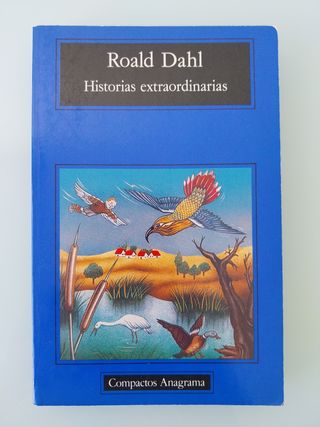 Roald Dahl
Historias extraordinarias
Compactos Anagrama